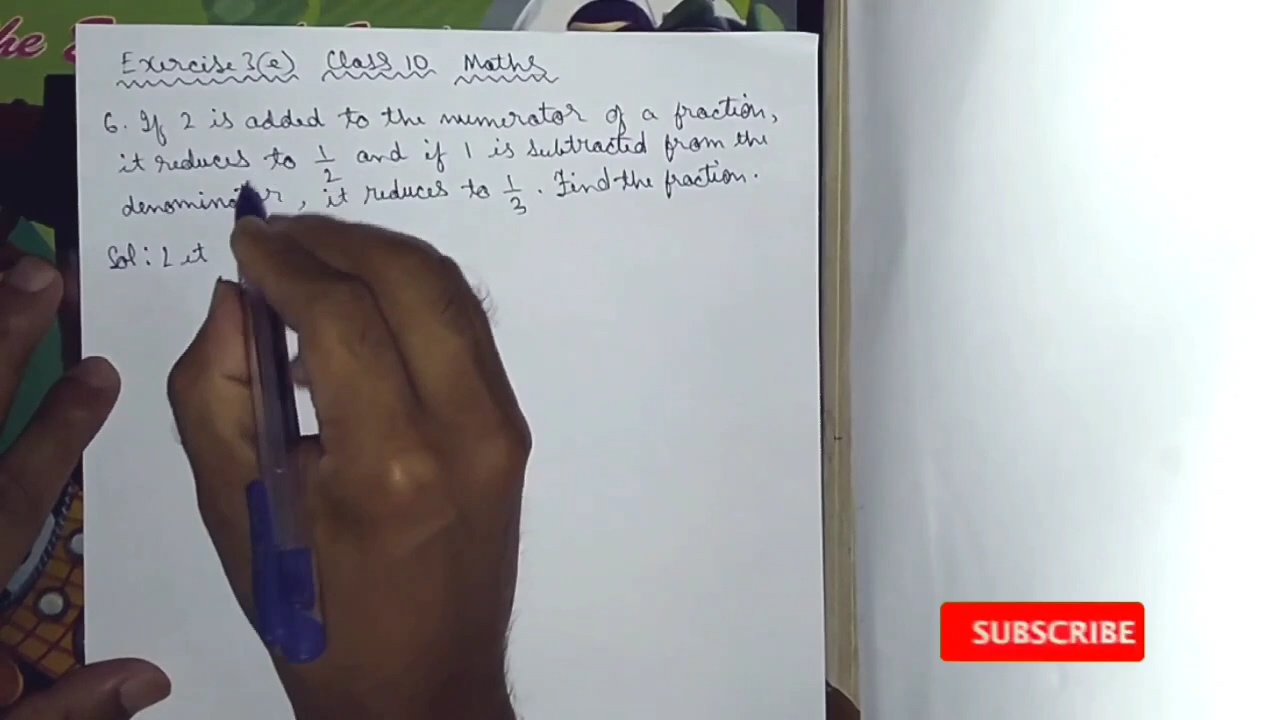 Exercise 3(e) Class 10 Maths
6. If 2 is added to the numerator of a fraction,
it reduces to 1/2 and if 1 is subtracted from the
denominator, it reduces to 1/3. Find the fraction.
Sol: Let
SUBSCRIBE